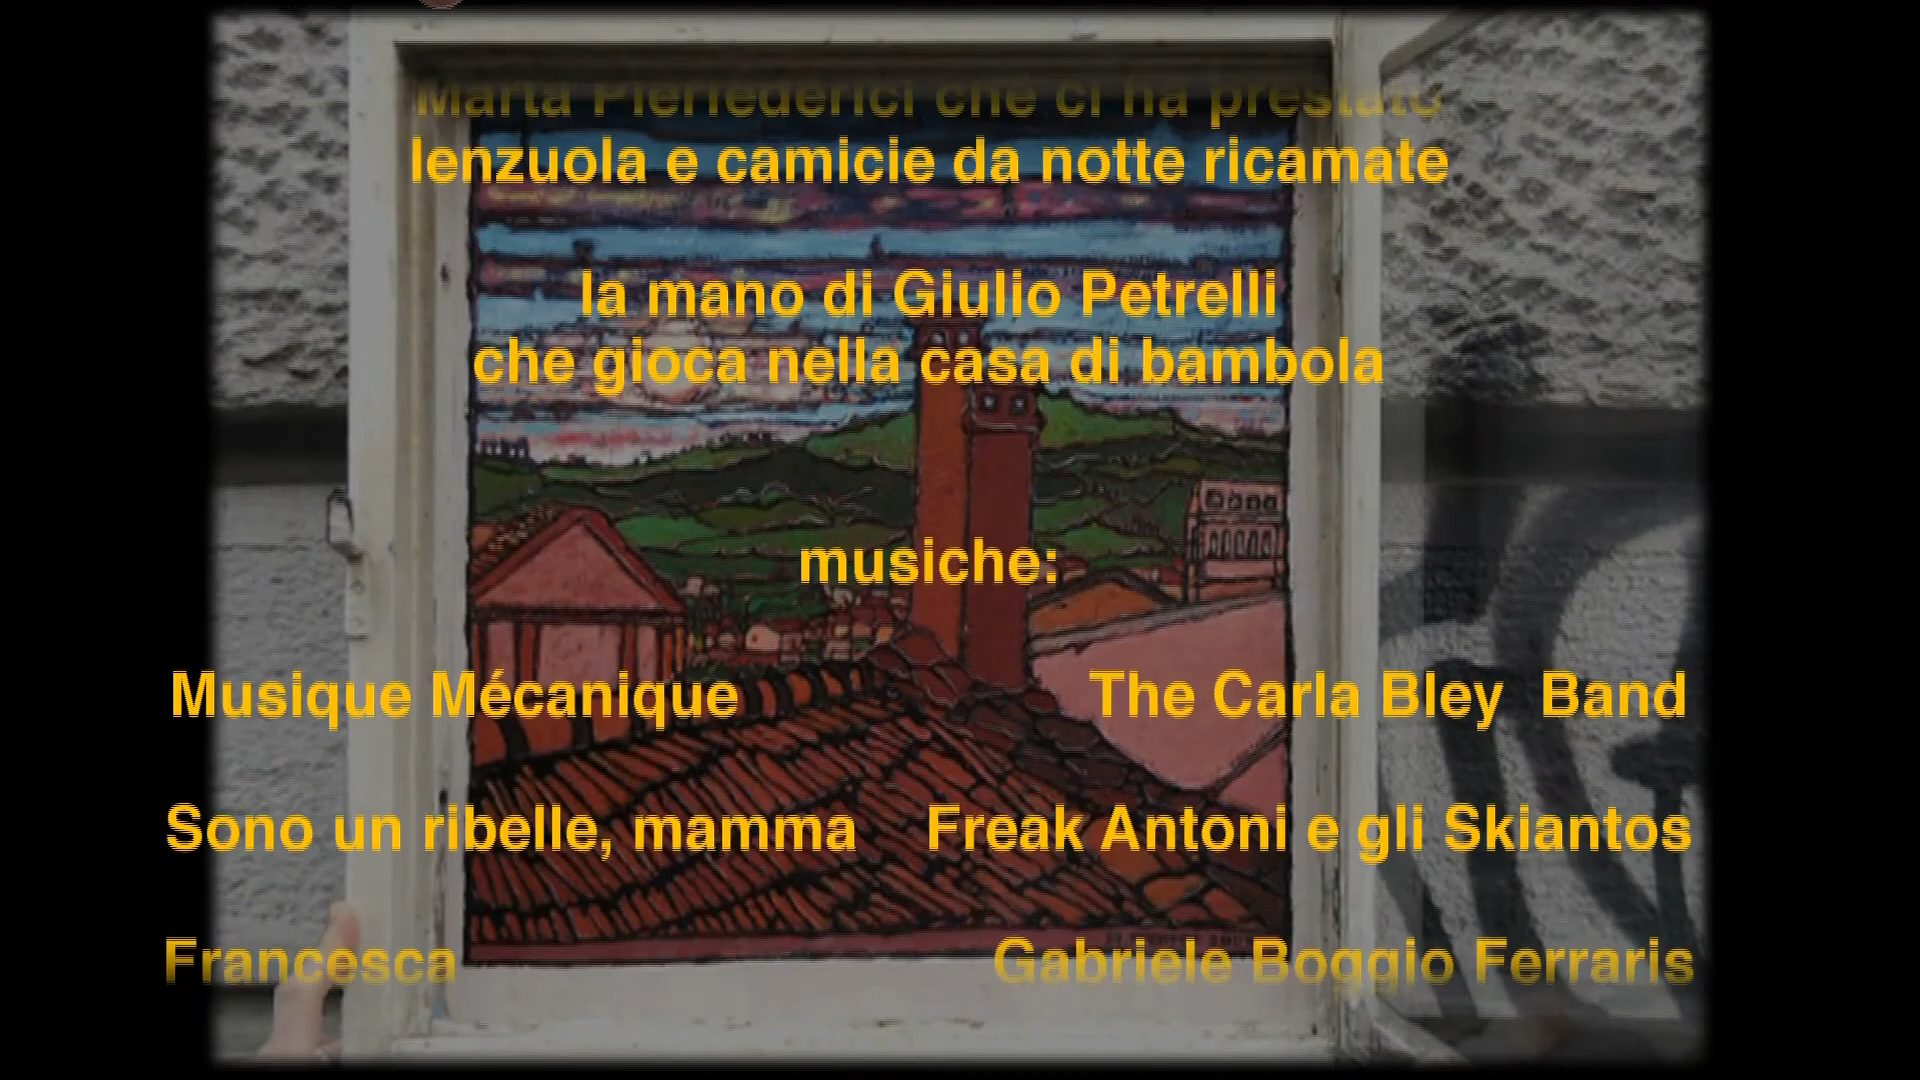 Marta Pierfederici che ci ha prestato
lenzuola e camicie da notte ricamate
la mano di Giulio Petrelli
che gioca nella casa di bambola
musiche:
Musique Mécanique The Carla Bley Band
Sono un ribelle, mamma Freak Antoni e gli Skiantos
Francesca Gabriele Boggio Ferraris